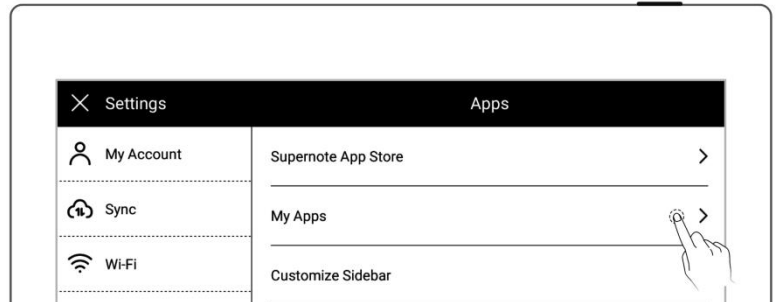 Settings
Apps
My Account
Supernote App Store
Sync
My Apps
Wi-Fi
Customize Sidebar